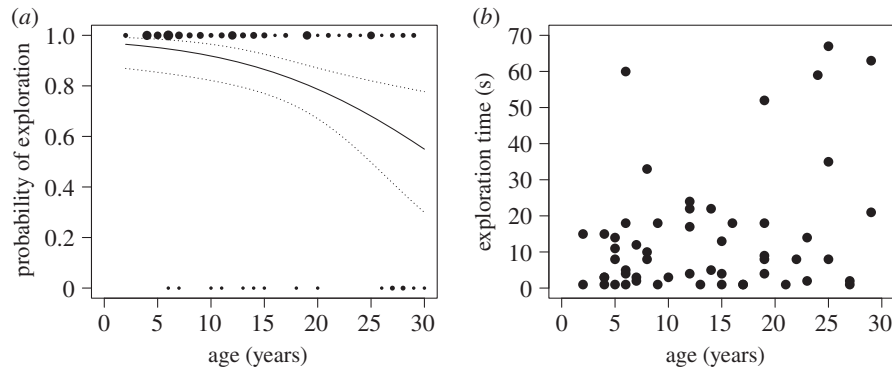 (a)
1.0
0.8
0.6
0.4
0.2
0
probability of exploration
0 5 10 15 20 25 30
age (years)
(b)
70
60
50
40
30
20
10
0
exploration time (s)
0 5 10 15 20 25 30
age (years)